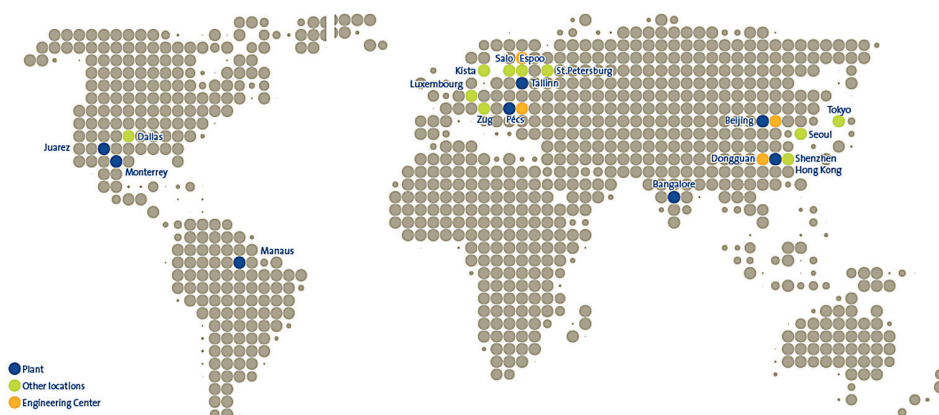 Salo Espoo
Kista
St.Petersburg
Luxembourg
Tallinn
Zug
Pécs
Tokyo
Beijing
Dallas
Seoul
Juarez
Dongguan
Shenzhen
Hong Kong
Monterrey
Bangalore
Manaus
Plant
Other locations
Engineering Center